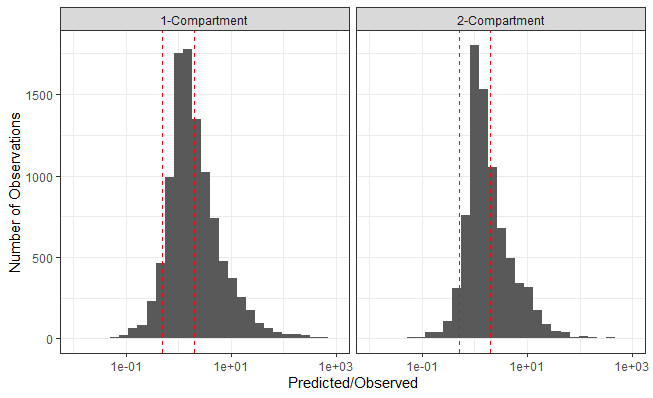 1-Compartment 2-Compartment
Number of Observations
1500
1000
500
0
1e-01 1e+01 1e+03 1e-01 1e+01 1e+03
Predicted/Observed